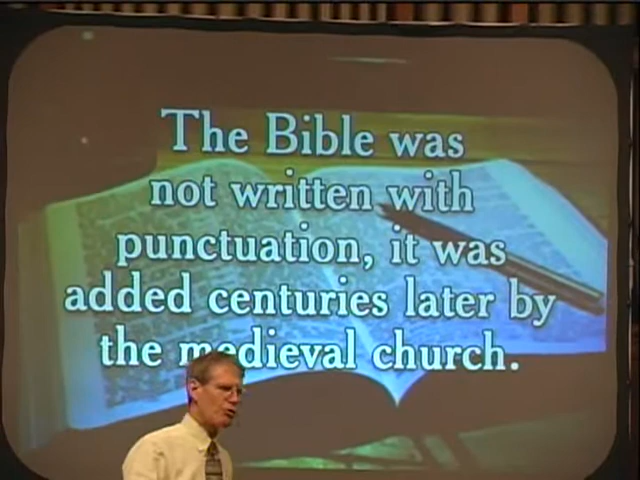 The Bible was
not written with
punctuation, it was
added centuries later by
the medieval church.